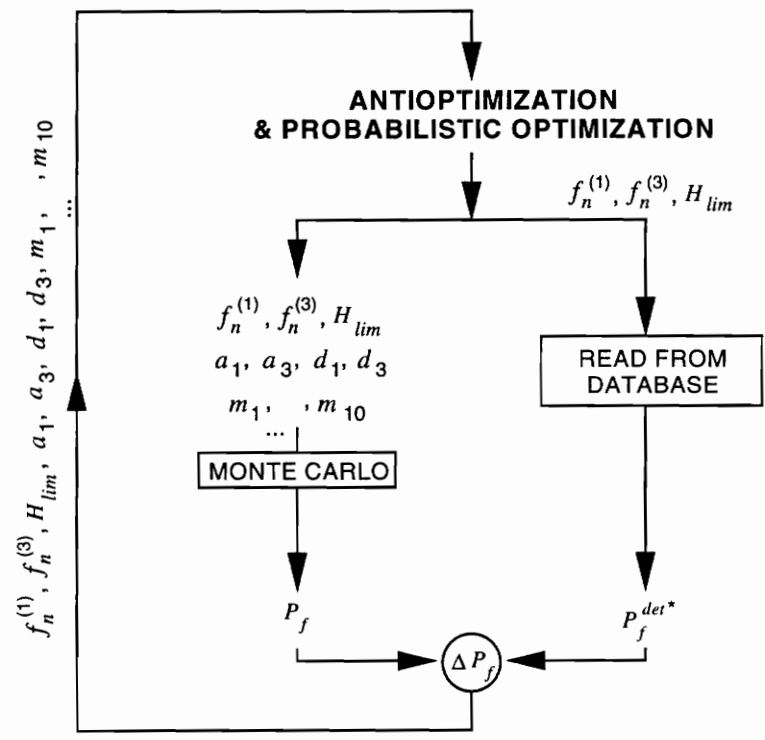 ANTIOPTIMIZATION
& PROBABILISTIC OPTIMIZATION
f_n^(1), f_n^(3), H_lim
f_n^(1), f_n^(3), H_lim
a_1, a_3, d_1, d_3
m_1, ... , m_10
MONTE CARLO
READ FROM
DATABASE
P_f
P_f^det*
Δ P_f
f_n^(1), f_n^(3), H_lim, a_1, a_3, d_1, d_3, m_1, ... , m_10